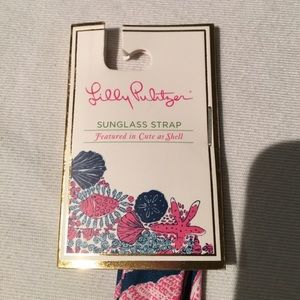 Lilly Pulitzer®
SUNGLASS STRAP
Featured in Cute as Shell